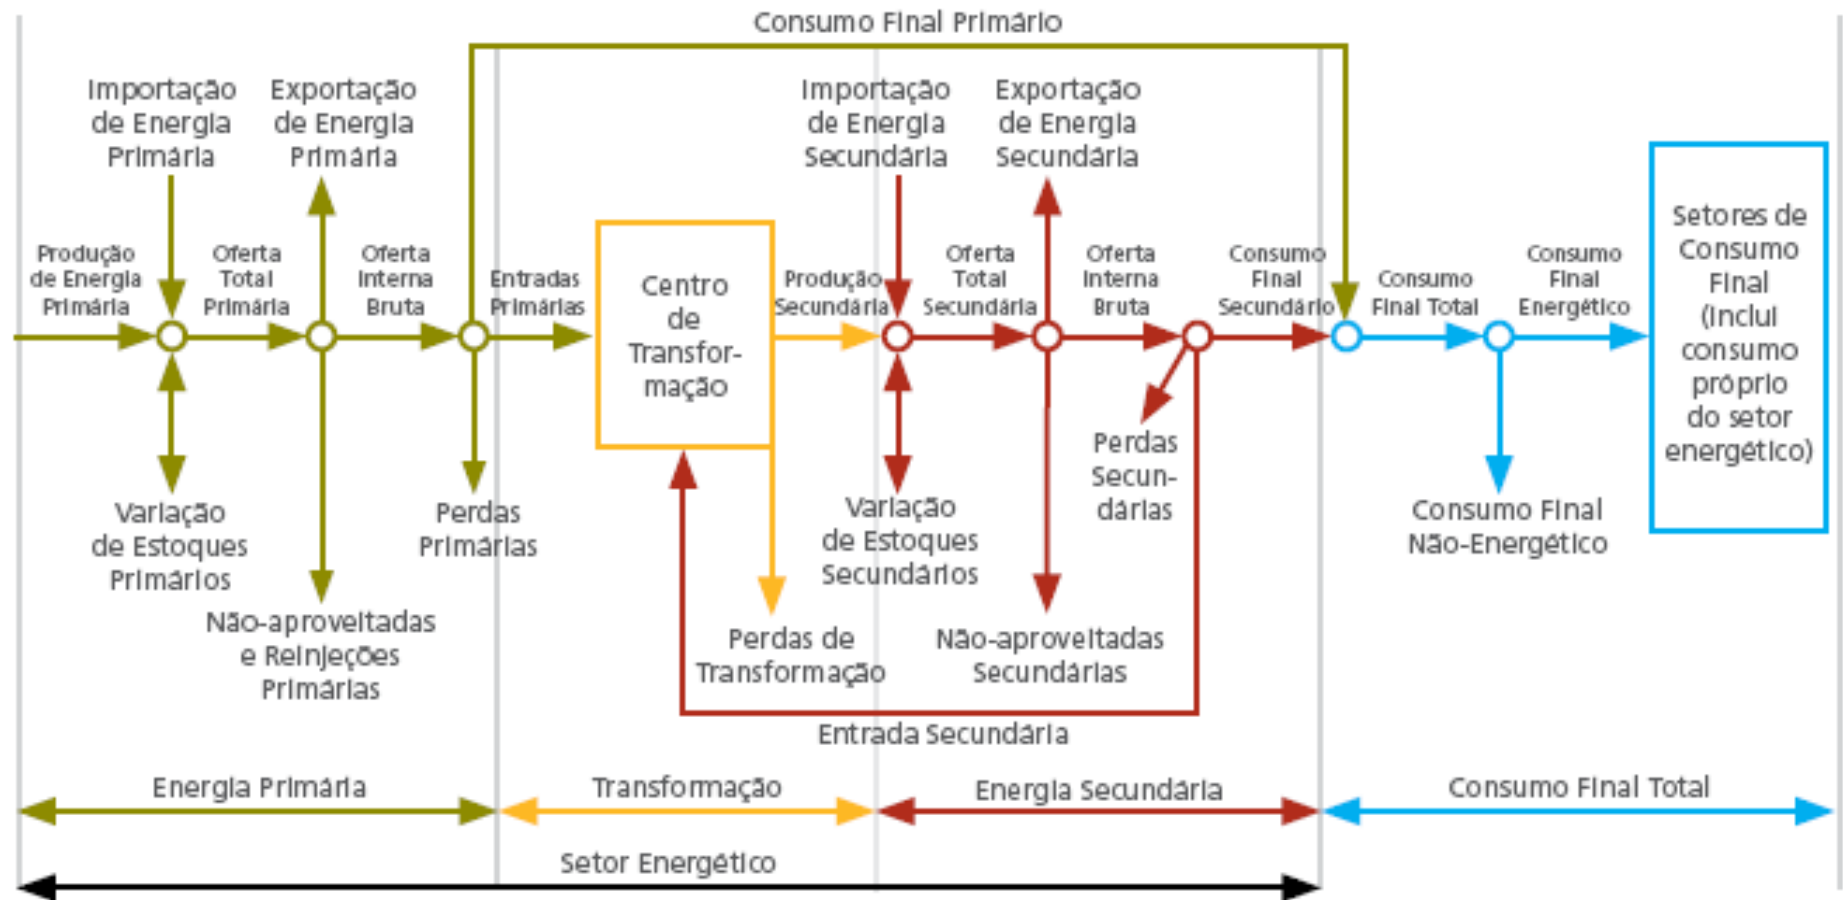 Consumo Final Primário
Importação
de Energia
Primária
Exportação
de Energia
Primária
Importação
de Energia
Secundária
Exportação
de Energia
Secundária
Produção
de Energia
Primária
Oferta
Total
Primária
Oferta
Interna
Bruta
Entradas
Primárias
Centro
de
Transfor-
mação
Produção
Secundária
Oferta
Total
Secundária
Oferta
Interna
Bruta
Consumo
Final
Secundário
Consumo
Final Total
Consumo
Final
Energético
Setores de
Consumo
Final
(Inclui
consumo
próprio
do setor
energético)
Variação
de Estoques
Primários
Não-aproveitadas
e Reinjeções
Primárias
Perdas
Primárias
Perdas de
Transformação
Variação
de Estoques
Secundários
Não-aproveitadas
Secundárias
Perdas
Secun-
dárias
Consumo Final
Não-Energético
Entrada Secundária
Energia Primária
Transformação
Energia Secundária
Consumo Final Total
Setor Energético